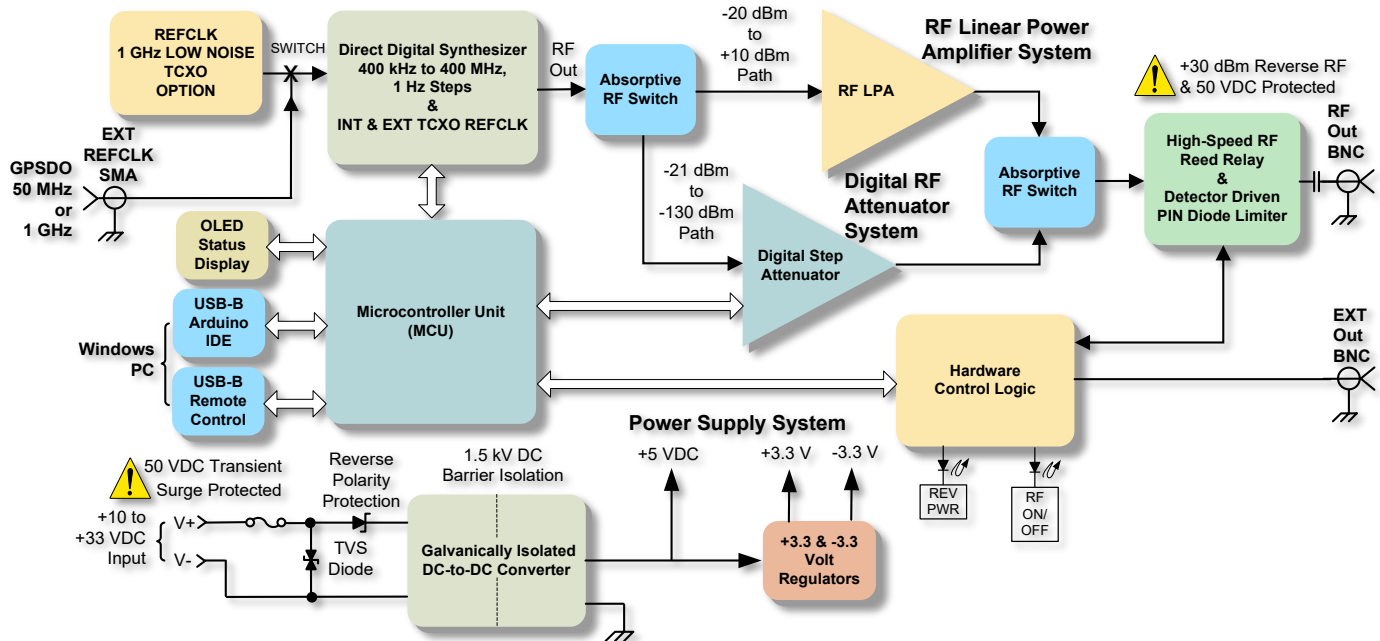 REFCLK
1 GHz LOW NOISE
TCXO
OPTION
SWITCH
Direct Digital Synthesizer
400 kHz to 400 MHz,
1 Hz Steps
&
INT & EXT TCXO REFCLK
RF
Out
Absorptive
RF Switch
-20 dBm
to
+10 dBm
Path
RF Linear Power
Amplifier System
RF LPA
+30 dBm Reverse RF
& 50 VDC Protected
High-Speed RF
Reed Relay
&
Detector Driven
PIN Diode Limiter
RF
Out
BNC
EXT
REFCLK
SMA
GPSDO
50 MHz
or
1 GHz
-21 dBm
to
-130 dBm
Path
Digital RF
Attenuator
System
Digital Step
Attenuator
Absorptive
RF Switch
OLED
Status
Display
USB-B
Arduino
IDE
Windows
PC
USB-B
Remote
Control
Microcontroller Unit
(MCU)
Hardware
Control Logic
EXT
Out
BNC
REV
PWR
RF
ON/
OFF
Power Supply System
50 VDC Transient
Surge Protected
Reverse
Polarity
Protection
1.5 kV DC
Barrier Isolation
+5 VDC
+3.3 V
-3.3 V
+10 to
+33 VDC
Input
V+
V-
TVS
Diode
Galvanically Isolated
DC-to-DC Converter
+3.3 & -3.3
Volt
Regulators